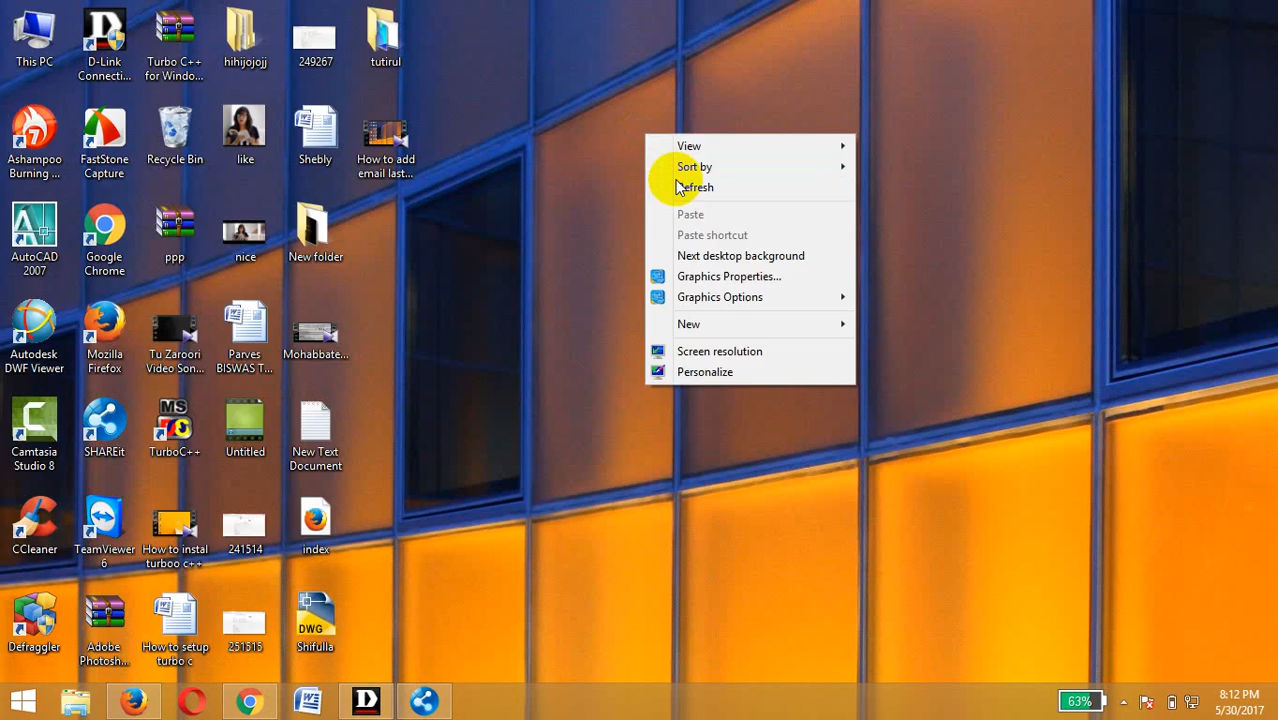 This PC
D-Link
Connecti...
Turbo C++
for Windo...
hihijojojj
249267
tutirul
Ashampoo
Burning ...
FastStone
Capture
Recycle Bin
like
Shebly
How to add
email last...
AutoCAD
2007
Google
Chrome
ppp
nice
New folder
Autodesk
DWF Viewer
Mozilla
Firefox
Tu Zaroori
Video Son...
Parves
BISWAS T...
Mohabbate...
Camtasia
Studio 8
SHAREit
MS
TurboC++
Untitled
New Text
Document
CCleaner
TeamViewer
6
How to instal
turboo c++
241514
index
Defraggler
Adobe
Photosh...
How to setup
turbo c
251515
DWG
Shifulla
View
Sort by
Refresh
Paste
Paste shortcut
Next desktop background
Graphics Properties...
Graphics Options
New
Screen resolution
Personalize
63%
8:12 PM
5/30/2017